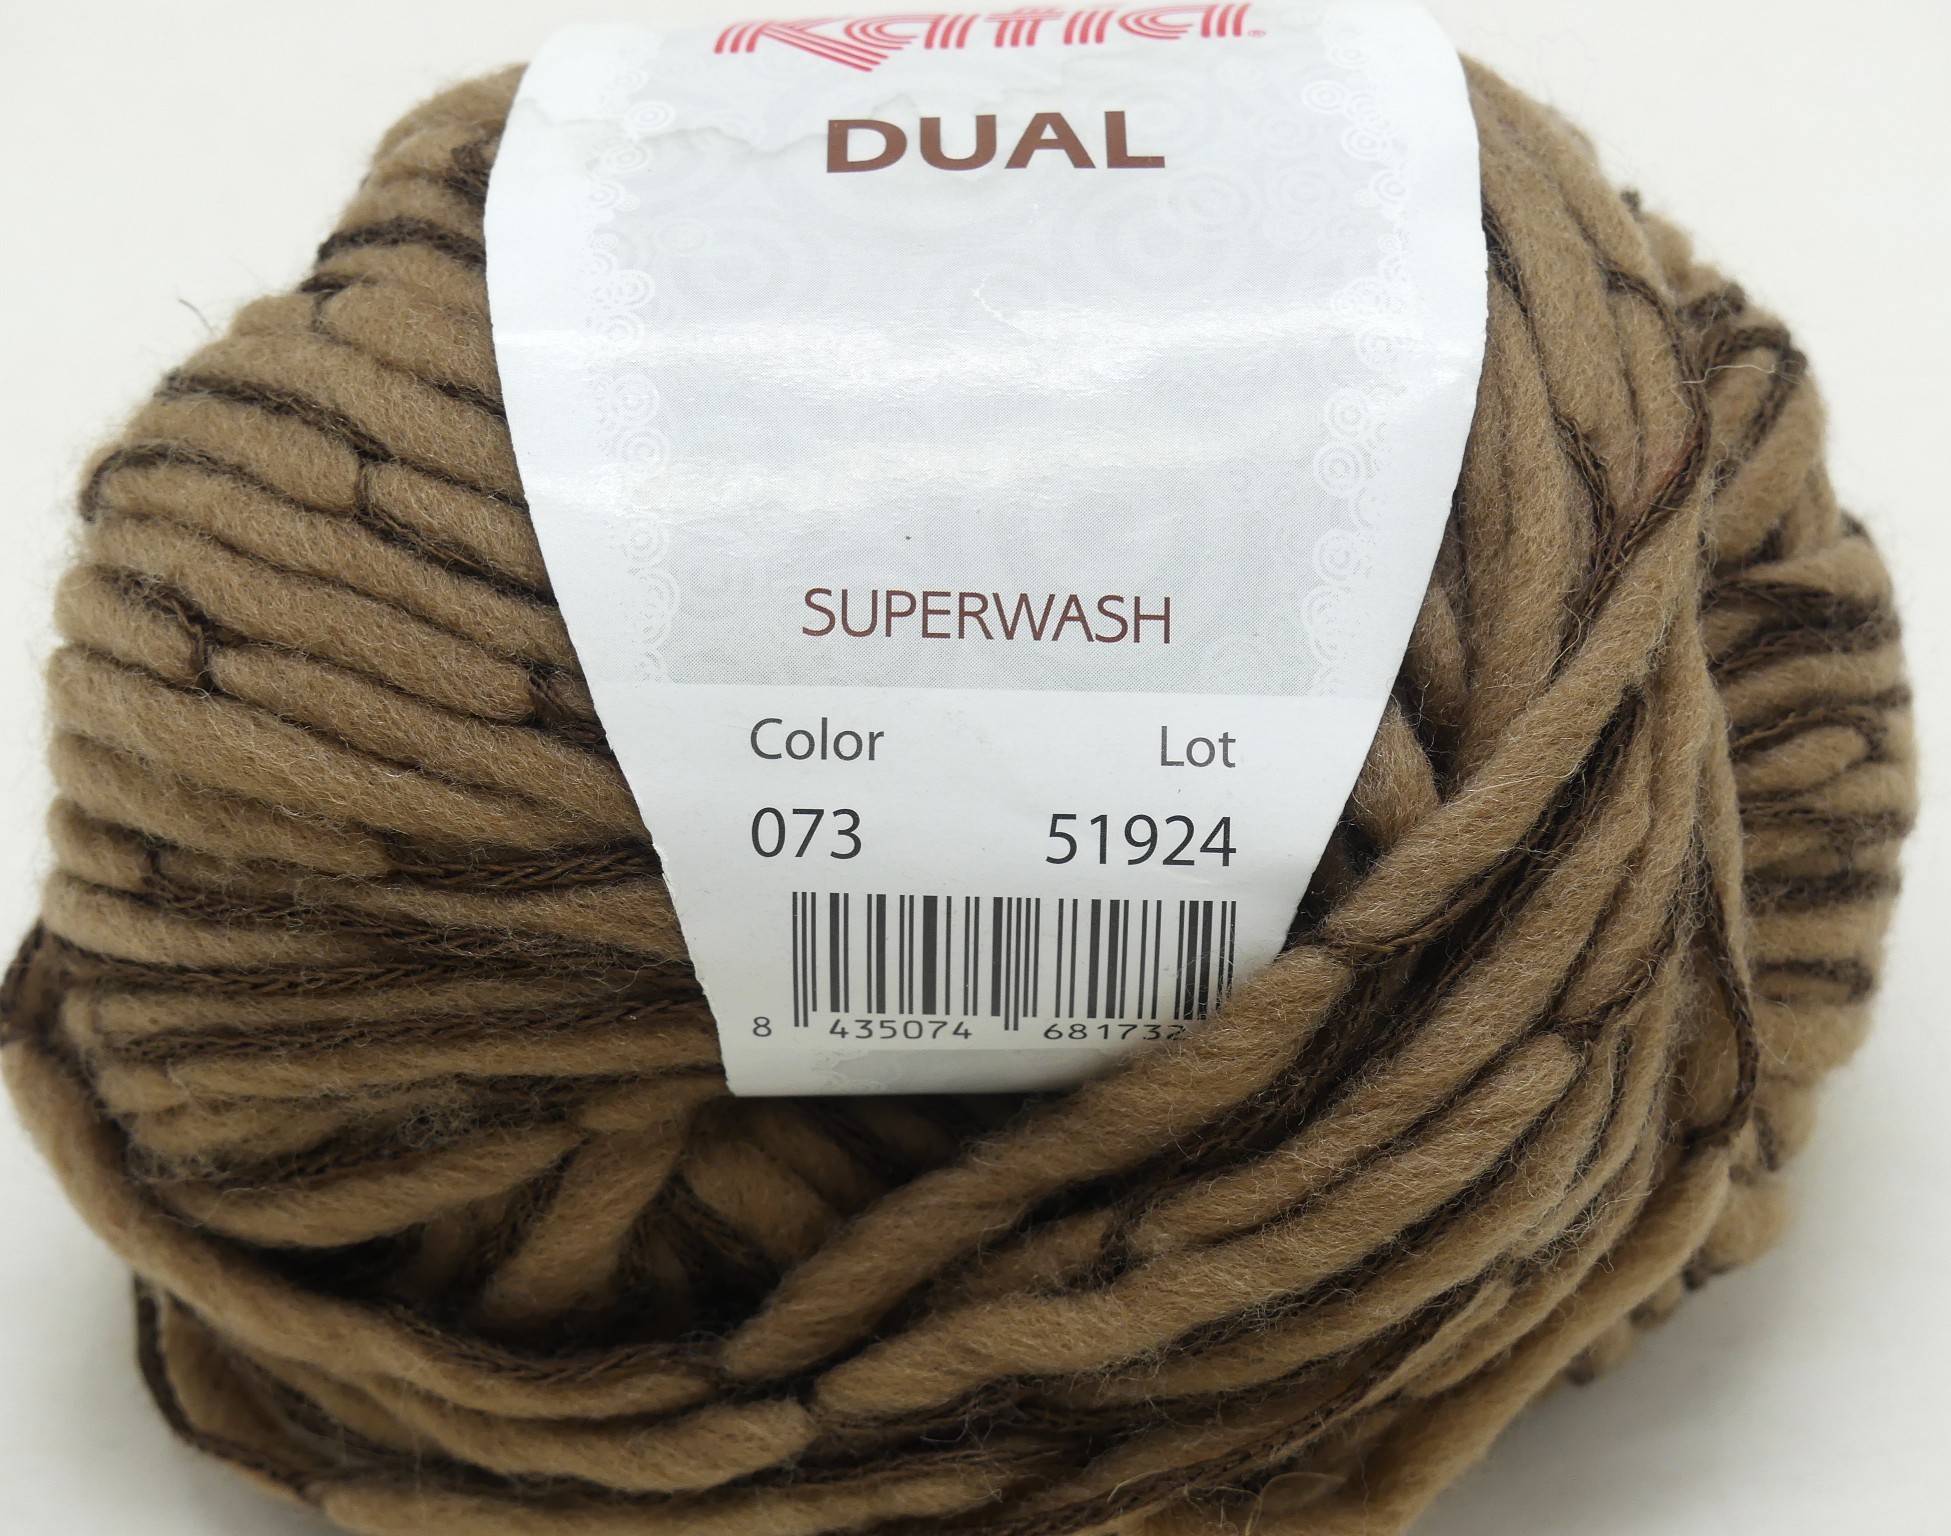 Katia®
DUAL
SUPERWASH
Color Lot
073 51924
8 435074 681732